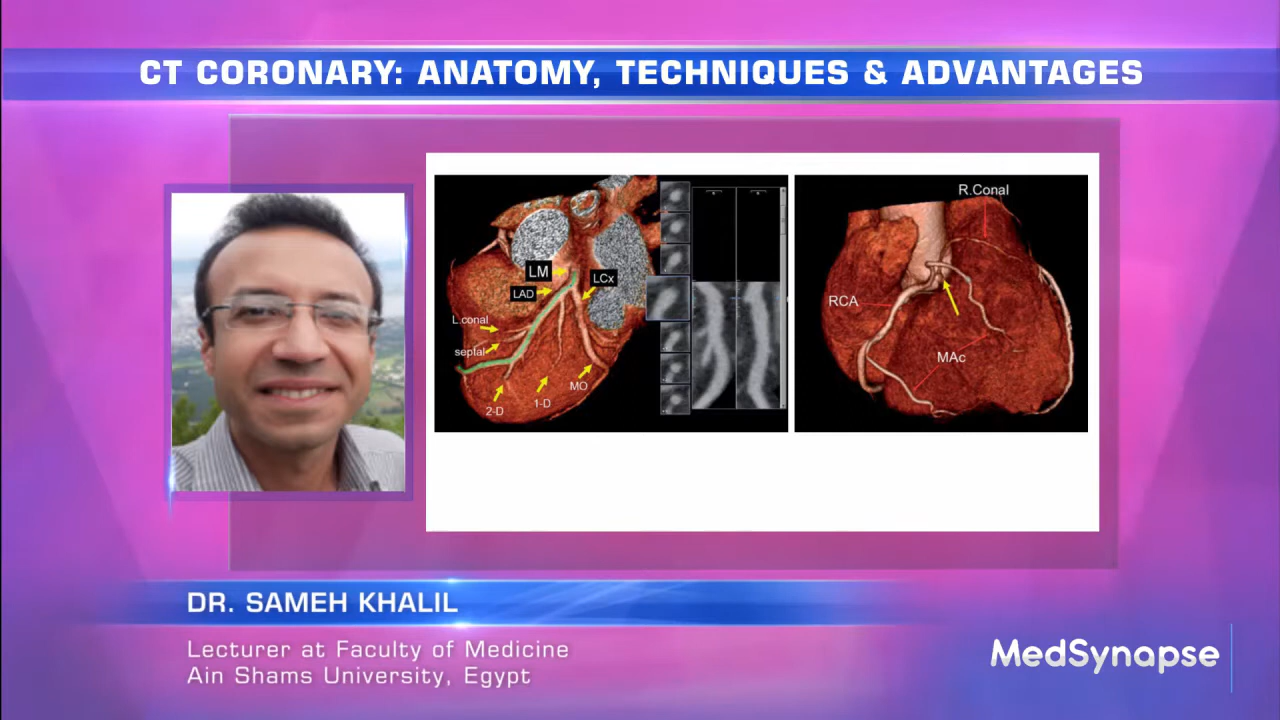 CT CORONARY: ANATOMY, TECHNIQUES & ADVANTAGES
LM
LCx
LAD
L.conal
septal
MO
2-D
1-D
R.Conal
RCA
MAc
DR. SAMEH KHALIL
Lecturer at Faculty of Medicine
Ain Shams University, Egypt
MedSynapse